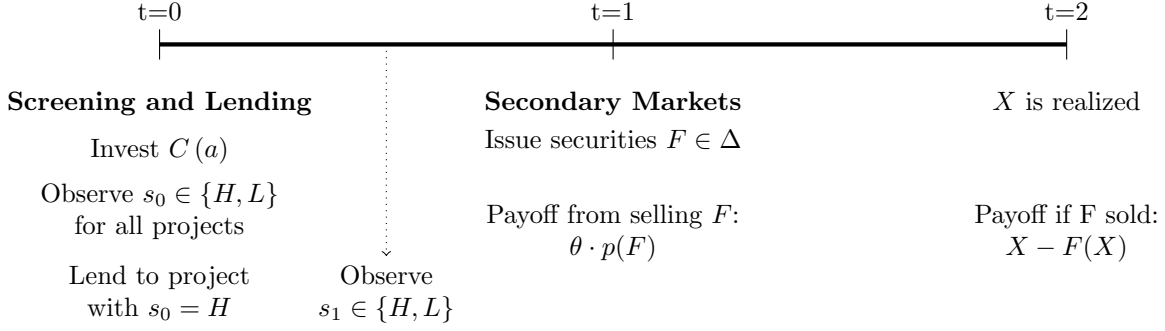 t=0
t=1
t=2
Screening and Lending
Invest C (a)
Observe s₀ ∈ {H, L}
for all projects
Lend to project
with s₀ = H
Observe
s₁ ∈ {H, L}
Secondary Markets
Issue securities F ∈ Δ
Payoff from selling F:
θ · p(F)
X is realized
Payoff if F sold:
X − F(X)